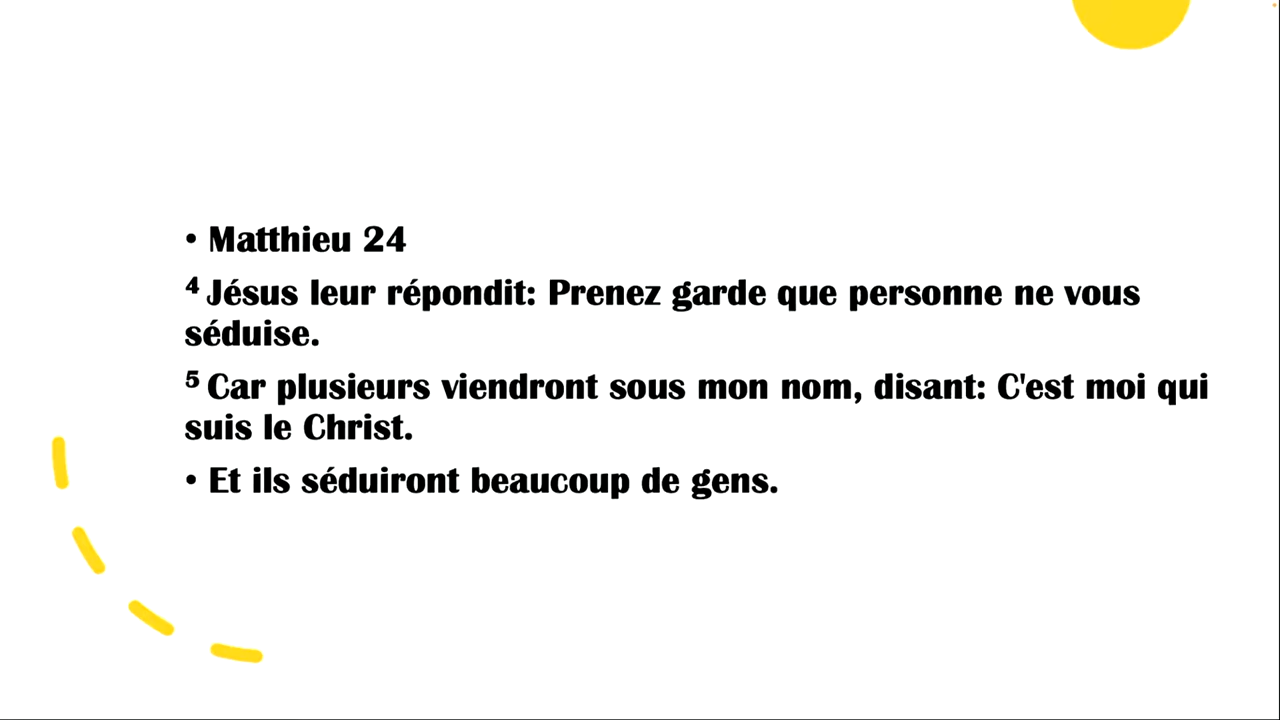 • Matthieu 24
⁴ Jésus leur répondit: Prenez garde que personne ne vous
séduise.
⁵ Car plusieurs viendront sous mon nom, disant: C'est moi qui
suis le Christ.
• Et ils séduiront beaucoup de gens.